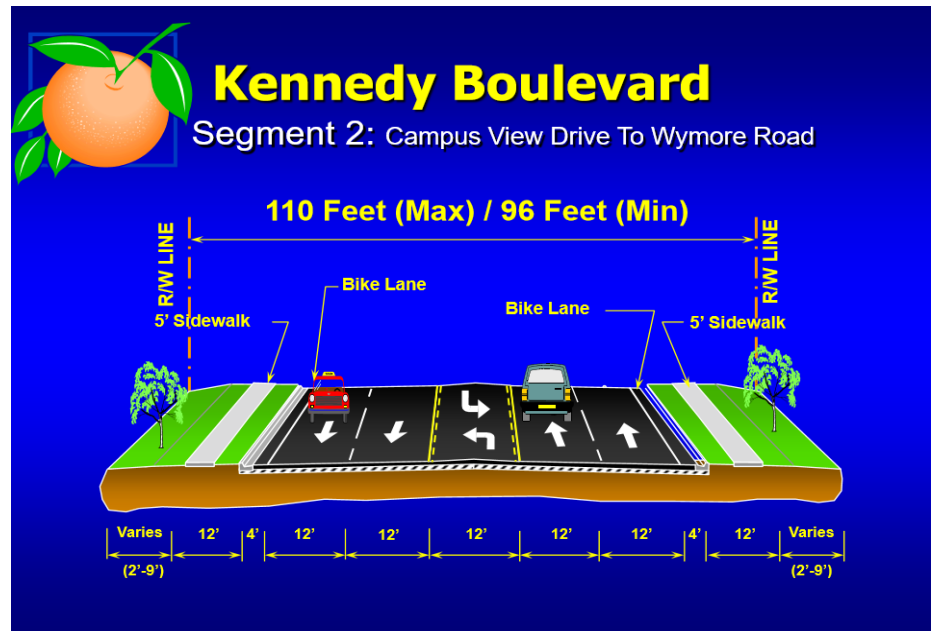 Kennedy Boulevard
Segment 2: Campus View Drive To Wymore Road
110 Feet (Max) / 96 Feet (Min)
R/W LINE
R/W LINE
Bike Lane
Bike Lane
5’ Sidewalk
5’ Sidewalk
Varies 12’ 4’ 12’ 12’ 12’ 12’ 12’ 4’ 12’ Varies
(2’-9’) (2’-9’)